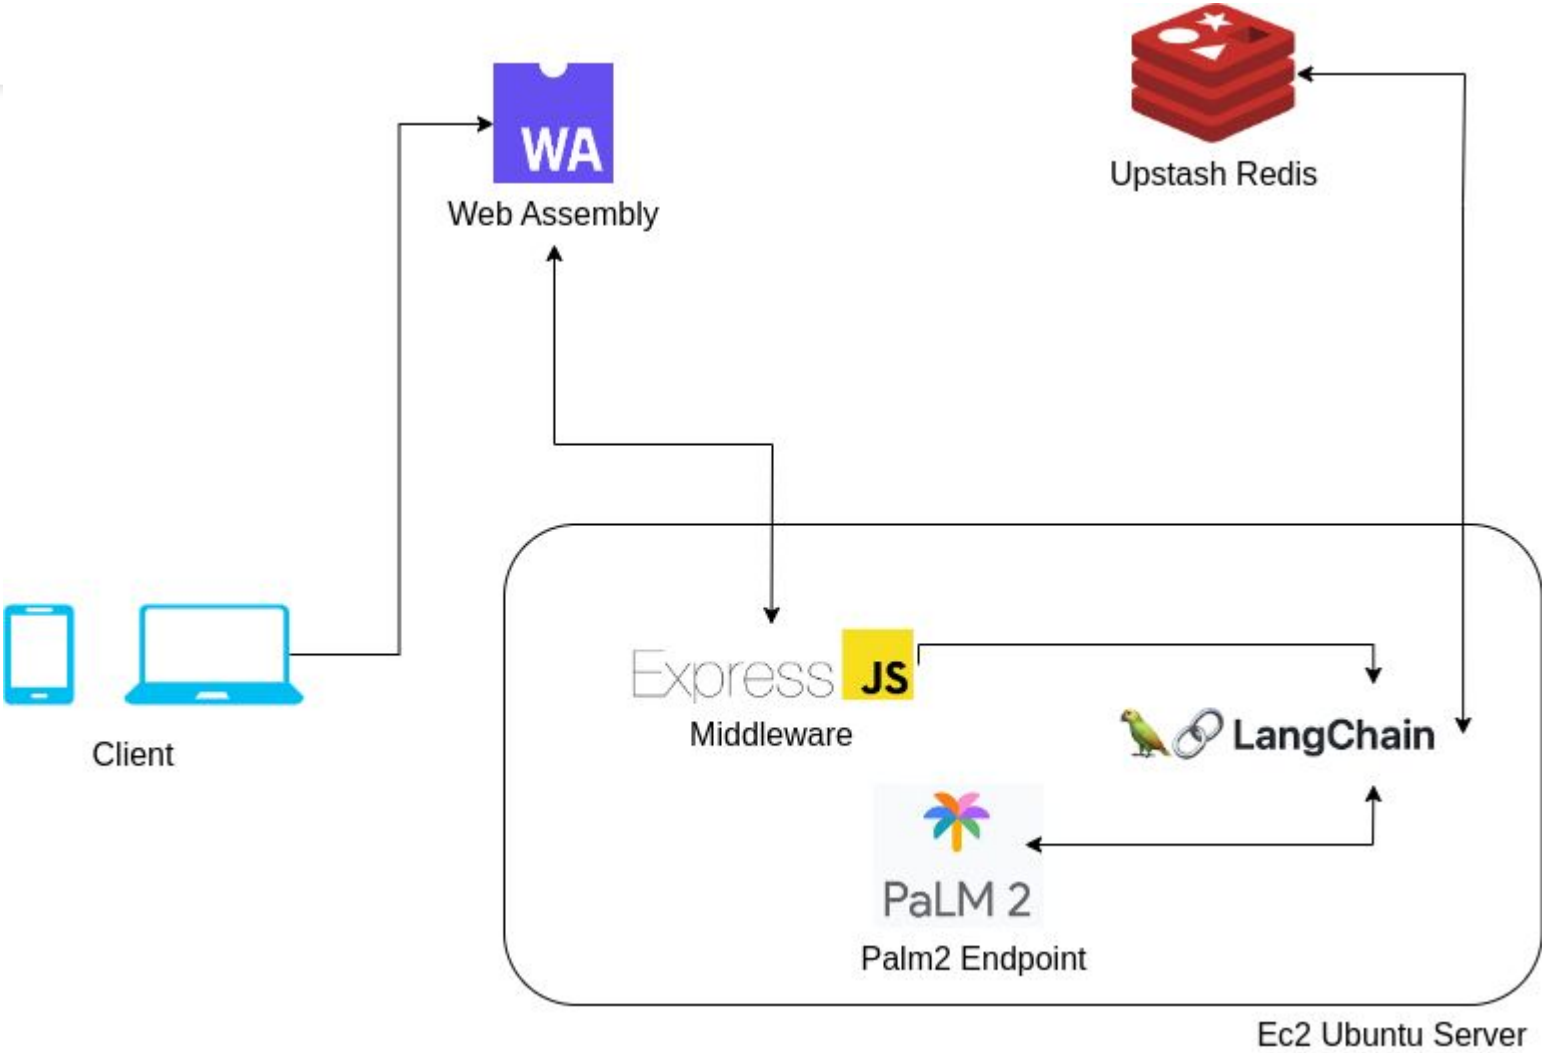 WA
Web Assembly
Upstash Redis
Express JS
Middleware
Client
LangChain
PaLM 2
Palm2 Endpoint
Ec2 Ubuntu Server